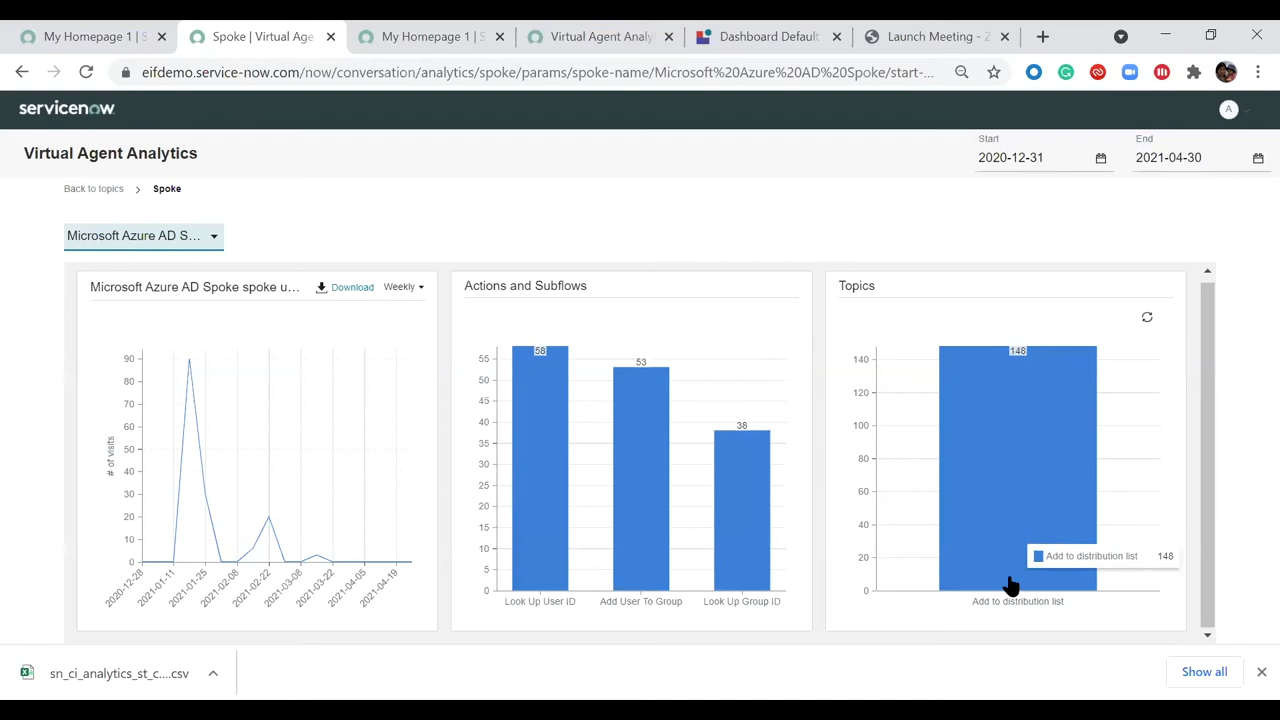 My Homepage 1 | S
Spoke | Virtual Age
My Homepage 1 | S
Virtual Agent Analy
Dashboard Default
Launch Meeting - Z
eifdemo.service-now.com/now/conversation/analytics/spoke/params/spoke-name/Microsoft%20Azure%20AD%20Spoke/start-...
servicenow
A
Virtual Agent Analytics
Start
2020-12-31
End
2021-04-30
Back to topics
Spoke
Microsoft Azure AD S...
Microsoft Azure AD Spoke spoke u...
Download
Weekly
# of visits
90
80
70
60
50
40
30
20
10
0
2020-12-28
2021-01-11
2021-01-25
2021-02-08
2021-02-22
2021-03-08
2021-03-22
2021-04-05
2021-04-19
Actions and Subflows
55
50
45
40
35
30
25
20
15
10
5
0
58
53
38
Look Up User ID
Add User To Group
Look Up Group ID
Topics
140
120
100
80
60
40
20
0
148
Add to distribution list 148
Add to distribution list
sn_ci_analytics_st_c....csv
Show all